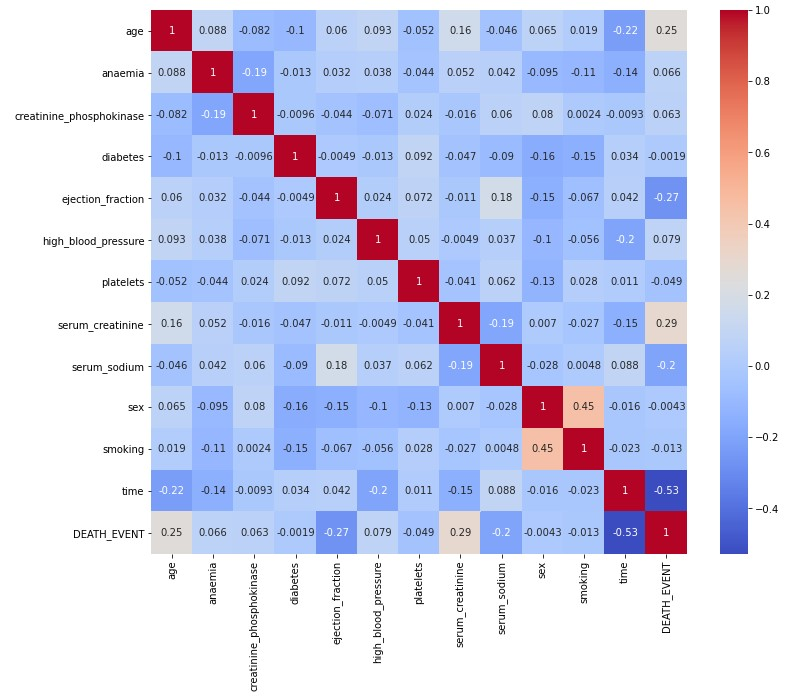 age 1 0.088 -0.082 -0.1 0.06 0.093 -0.052 0.16 -0.046 0.065 0.019 -0.22 0.25
anaemia 0.088 1 -0.19 -0.013 0.032 0.038 -0.044 0.052 0.042 -0.095 -0.11 -0.14 0.066
creatinine_phosphokinase -0.082 -0.19 1 -0.0096 -0.044 -0.071 0.024 -0.016 0.06 0.08 0.0024 -0.0093 0.063
diabetes -0.1 -0.013 -0.0096 1 -0.0049 -0.013 0.092 -0.047 -0.09 -0.16 -0.15 0.034 -0.0019
ejection_fraction 0.06 0.032 -0.044 -0.0049 1 0.024 0.072 -0.011 0.18 -0.15 -0.067 0.042 -0.27
high_blood_pressure 0.093 0.038 -0.071 -0.013 0.024 1 0.05 -0.0049 0.037 -0.1 -0.056 -0.2 0.079
platelets -0.052 -0.044 0.024 0.092 0.072 0.05 1 -0.041 0.062 -0.13 0.028 0.011 -0.049
serum_creatinine 0.16 0.052 -0.016 -0.047 -0.011 -0.0049 -0.041 1 -0.19 0.007 -0.027 -0.15 0.29
serum_sodium -0.046 0.042 0.06 -0.09 0.18 0.037 0.062 -0.19 1 -0.028 0.0048 0.088 -0.2
sex 0.065 -0.095 0.08 -0.16 -0.15 -0.1 -0.13 0.007 -0.028 1 0.45 -0.016 -0.0043
smoking 0.019 -0.11 0.0024 -0.15 -0.067 -0.056 0.028 -0.027 0.0048 0.45 1 -0.023 -0.013
time -0.22 -0.14 -0.0093 0.034 0.042 -0.2 0.011 -0.15 0.088 -0.016 -0.023 1 -0.53
DEATH_EVENT 0.25 0.066 0.063 -0.0019 -0.27 0.079 -0.049 0.29 -0.2 -0.0043 -0.013 -0.53 1
age
anaemia
creatinine_phosphokinase
diabetes
ejection_fraction
high_blood_pressure
platelets
serum_creatinine
serum_sodium
sex
smoking
time
DEATH_EVENT
1.0
0.8
0.6
0.4
0.2
0.0
−0.2
−0.4